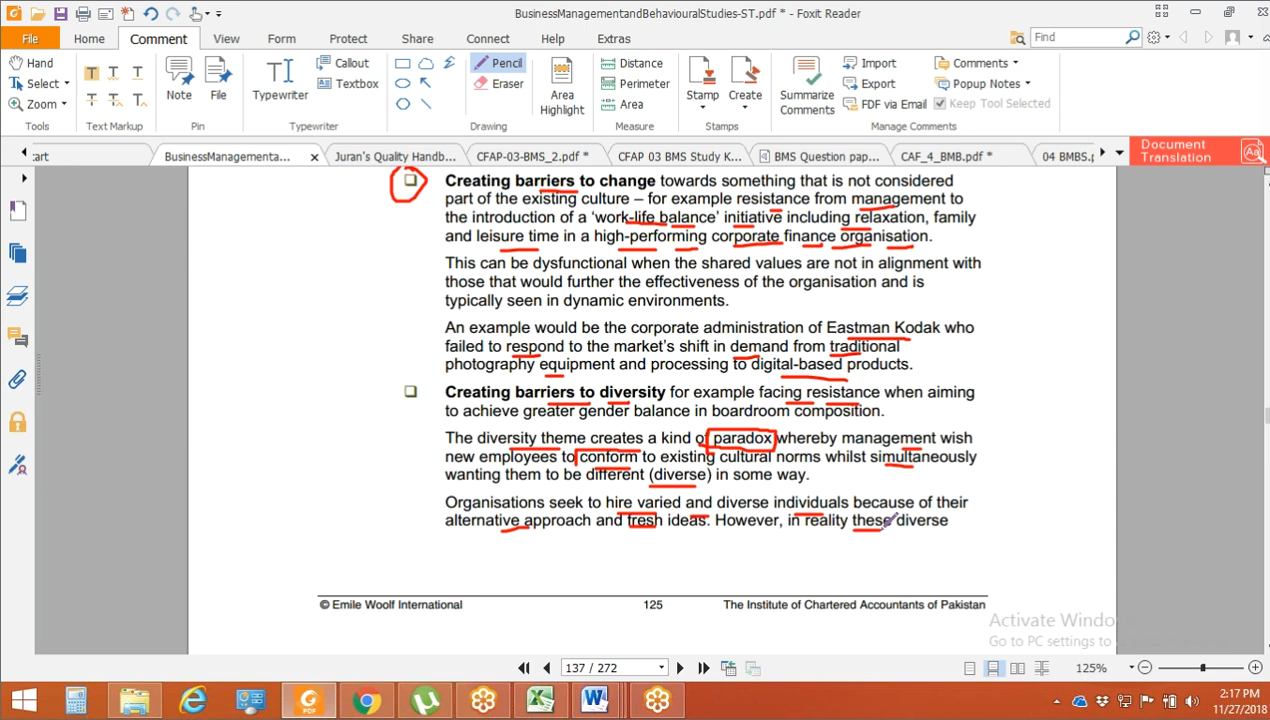 BusinessManagementandBehaviouralStudies-ST.pdf * - Foxit Reader
File Home Comment View Form Protect Share Connect Help Extras Find
Hand
Select
Zoom
Tools
Text Markup
Note
File
Pin
Typewriter
Callout
Textbox
Typewriter
Pencil
Eraser
Drawing
Area
Highlight
Distance
Perimeter
Area
Measure
Stamp
Create
Stamps
Summarize
Comments
Import
Export
FDF via Email
Comments
Popup Notes
Keep Tool Selected
Manage Comments
tart BusinessManagementa... Juran's Quality Handb... CFAP-03-BMS_2.pdf * CFAP 03 BMS Study K... BMS Question pap... CAF_4_BMB.pdf * 04 BMBS.
Document
Translation
Creating barriers to change towards something that is not considered
part of the existing culture – for example resistance from management to
the introduction of a ‘work-life balance’ initiative including relaxation, family
and leisure time in a high-performing corporate finance organisation.
This can be dysfunctional when the shared values are not in alignment with
those that would further the effectiveness of the organisation and is
typically seen in dynamic environments.
An example would be the corporate administration of Eastman Kodak who
failed to respond to the market’s shift in demand from traditional
photography equipment and processing to digital-based products.
Creating barriers to diversity for example facing resistance when aiming
to achieve greater gender balance in boardroom composition.
The diversity theme creates a kind of paradox whereby management wish
new employees to conform to existing cultural norms whilst simultaneously
wanting them to be different (diverse) in some way.
Organisations seek to hire varied and diverse individuals because of their
alternative approach and fresh ideas. However, in reality these diverse
© Emile Woolf International 125 The Institute of Chartered Accountants of Pakistan
Activate Windo
Go to PC settings to
137 / 272
125%
2:17 PM
11/27/2018